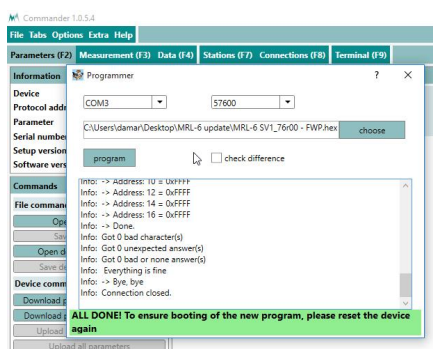 Commander 1.0.5.4
File Tabs Options Extra Help
Parameters (F2) Measurement (F3) Data (F4) Stations (F7) Connections (F8) Terminal (F9)
Information
Programmer ? ×
Device
Protocol addr
Parameter
Serial numbe
Setup version
Software vers
COM3 57600
C:\Users\damar\Desktop\MRL-6 update\MRL-6 SV1_76r00 - FWP.hex choose
program check difference
Commands
File comman
Ope
Sav
Open d
Save de
Device comm
Download p
Download p
Upload
Upload all parameters
Info: -> Address: 10 = 0xFFFF
Info: -> Address: 12 = 0xFFFF
Info: -> Address: 14 = 0xFFFF
Info: -> Address: 16 = 0xFFFF
Info: -> Done.
Info: Got 0 bad character(s)
Info: Got 0 unexpected answer(s)
Info: Got 0 bad or none answer(s)
Info: Everything is fine
Info: -> Bye, bye
Info: Connection closed.
ALL DONE! To ensure booting of the new program, please reset the device
again